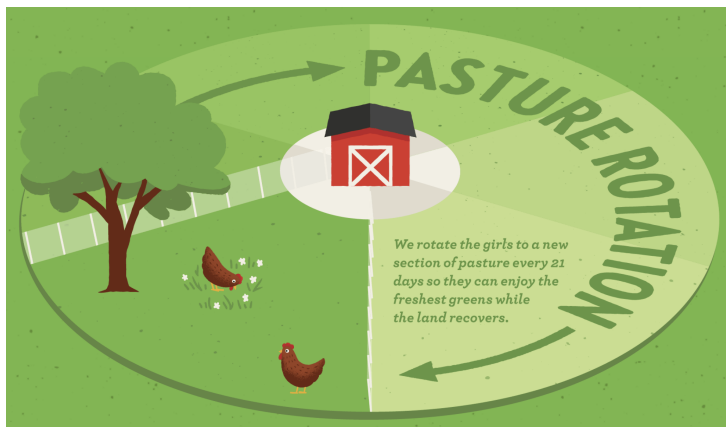 PASTURE ROTATION
We rotate the girls to a new
section of pasture every 21
days so they can enjoy the
freshest greens while
the land recovers.